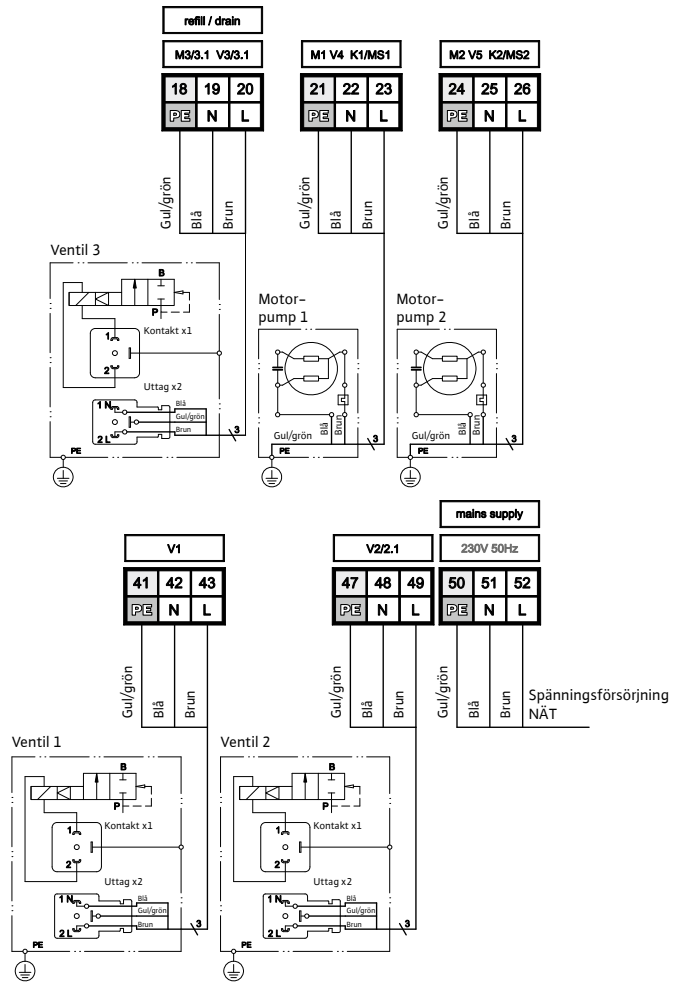 refill / drain
M3/3.1 V3/3.1
M1 V4 K1/MS1
M2 V5 K2/MS2
18 19 20
21 22 23
24 25 26
PE N L
PE N L
PE N L
Gul/grön
Blå
Brun
Gul/grön
Blå
Brun
Gul/grön
Blå
Brun
Ventil 3
B
P
1
Kontakt x1
2
Uttag x2
1 N
Blå
Gul/grön
Brun
2 L
3
PE
Motor-
pump 1
Gul/grön
Blå
Brun
3
PE
Motor-
pump 2
Gul/grön
Blå
Brun
3
PE
mains supply
V1
V2/2.1
230V 50Hz
41 42 43
47 48 49
50 51 52
PE N L
PE N L
PE N L
Gul/grön
Blå
Brun
Gul/grön
Blå
Brun
Gul/grön
Blå
Brun
Spänningsförsörjning
NÄT
Ventil 1
B
P
1
Kontakt x1
2
Uttag x2
1 N
Blå
Gul/grön
Brun
2 L
3
PE
Ventil 2
B
P
1
Kontakt x1
2
Uttag x2
1 N
Blå
Gul/grön
Brun
2 L
3
PE